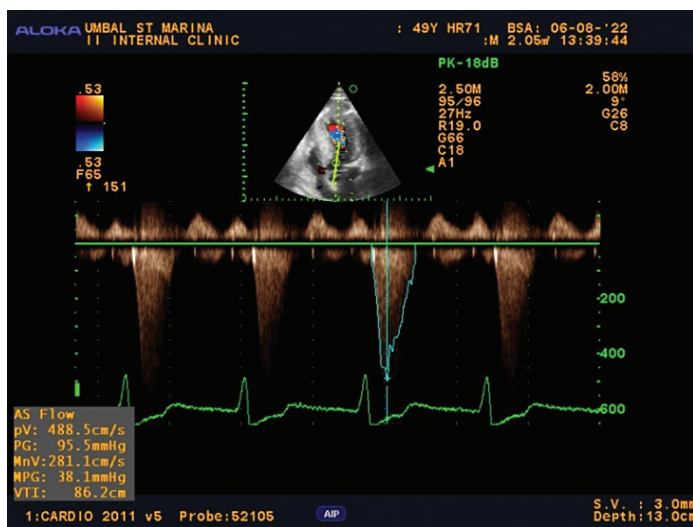 ALOKA UMBAL ST MARINA : 49Y HR71 BSA: 06-08-'22
II INTERNAL CLINIC :M 2.05㎡ 13:39:44
PK-18dB
.53
.53
F65
↑ 151
2.50M
95/96
27Hz
R19.0
G66
C18
A1
58%
2.00M
9°
G26
C8
-200
-400
-600
AS Flow
pV: 488.5cm/s
PG: 95.5mmHg
MnV:281.1cm/s
MPG: 38.1mmHg
VTI: 86.2cm
1:CARDIO 2011 v5 Probe:52105 AIP
S.V. : 3.0mm
Depth:13.0cm